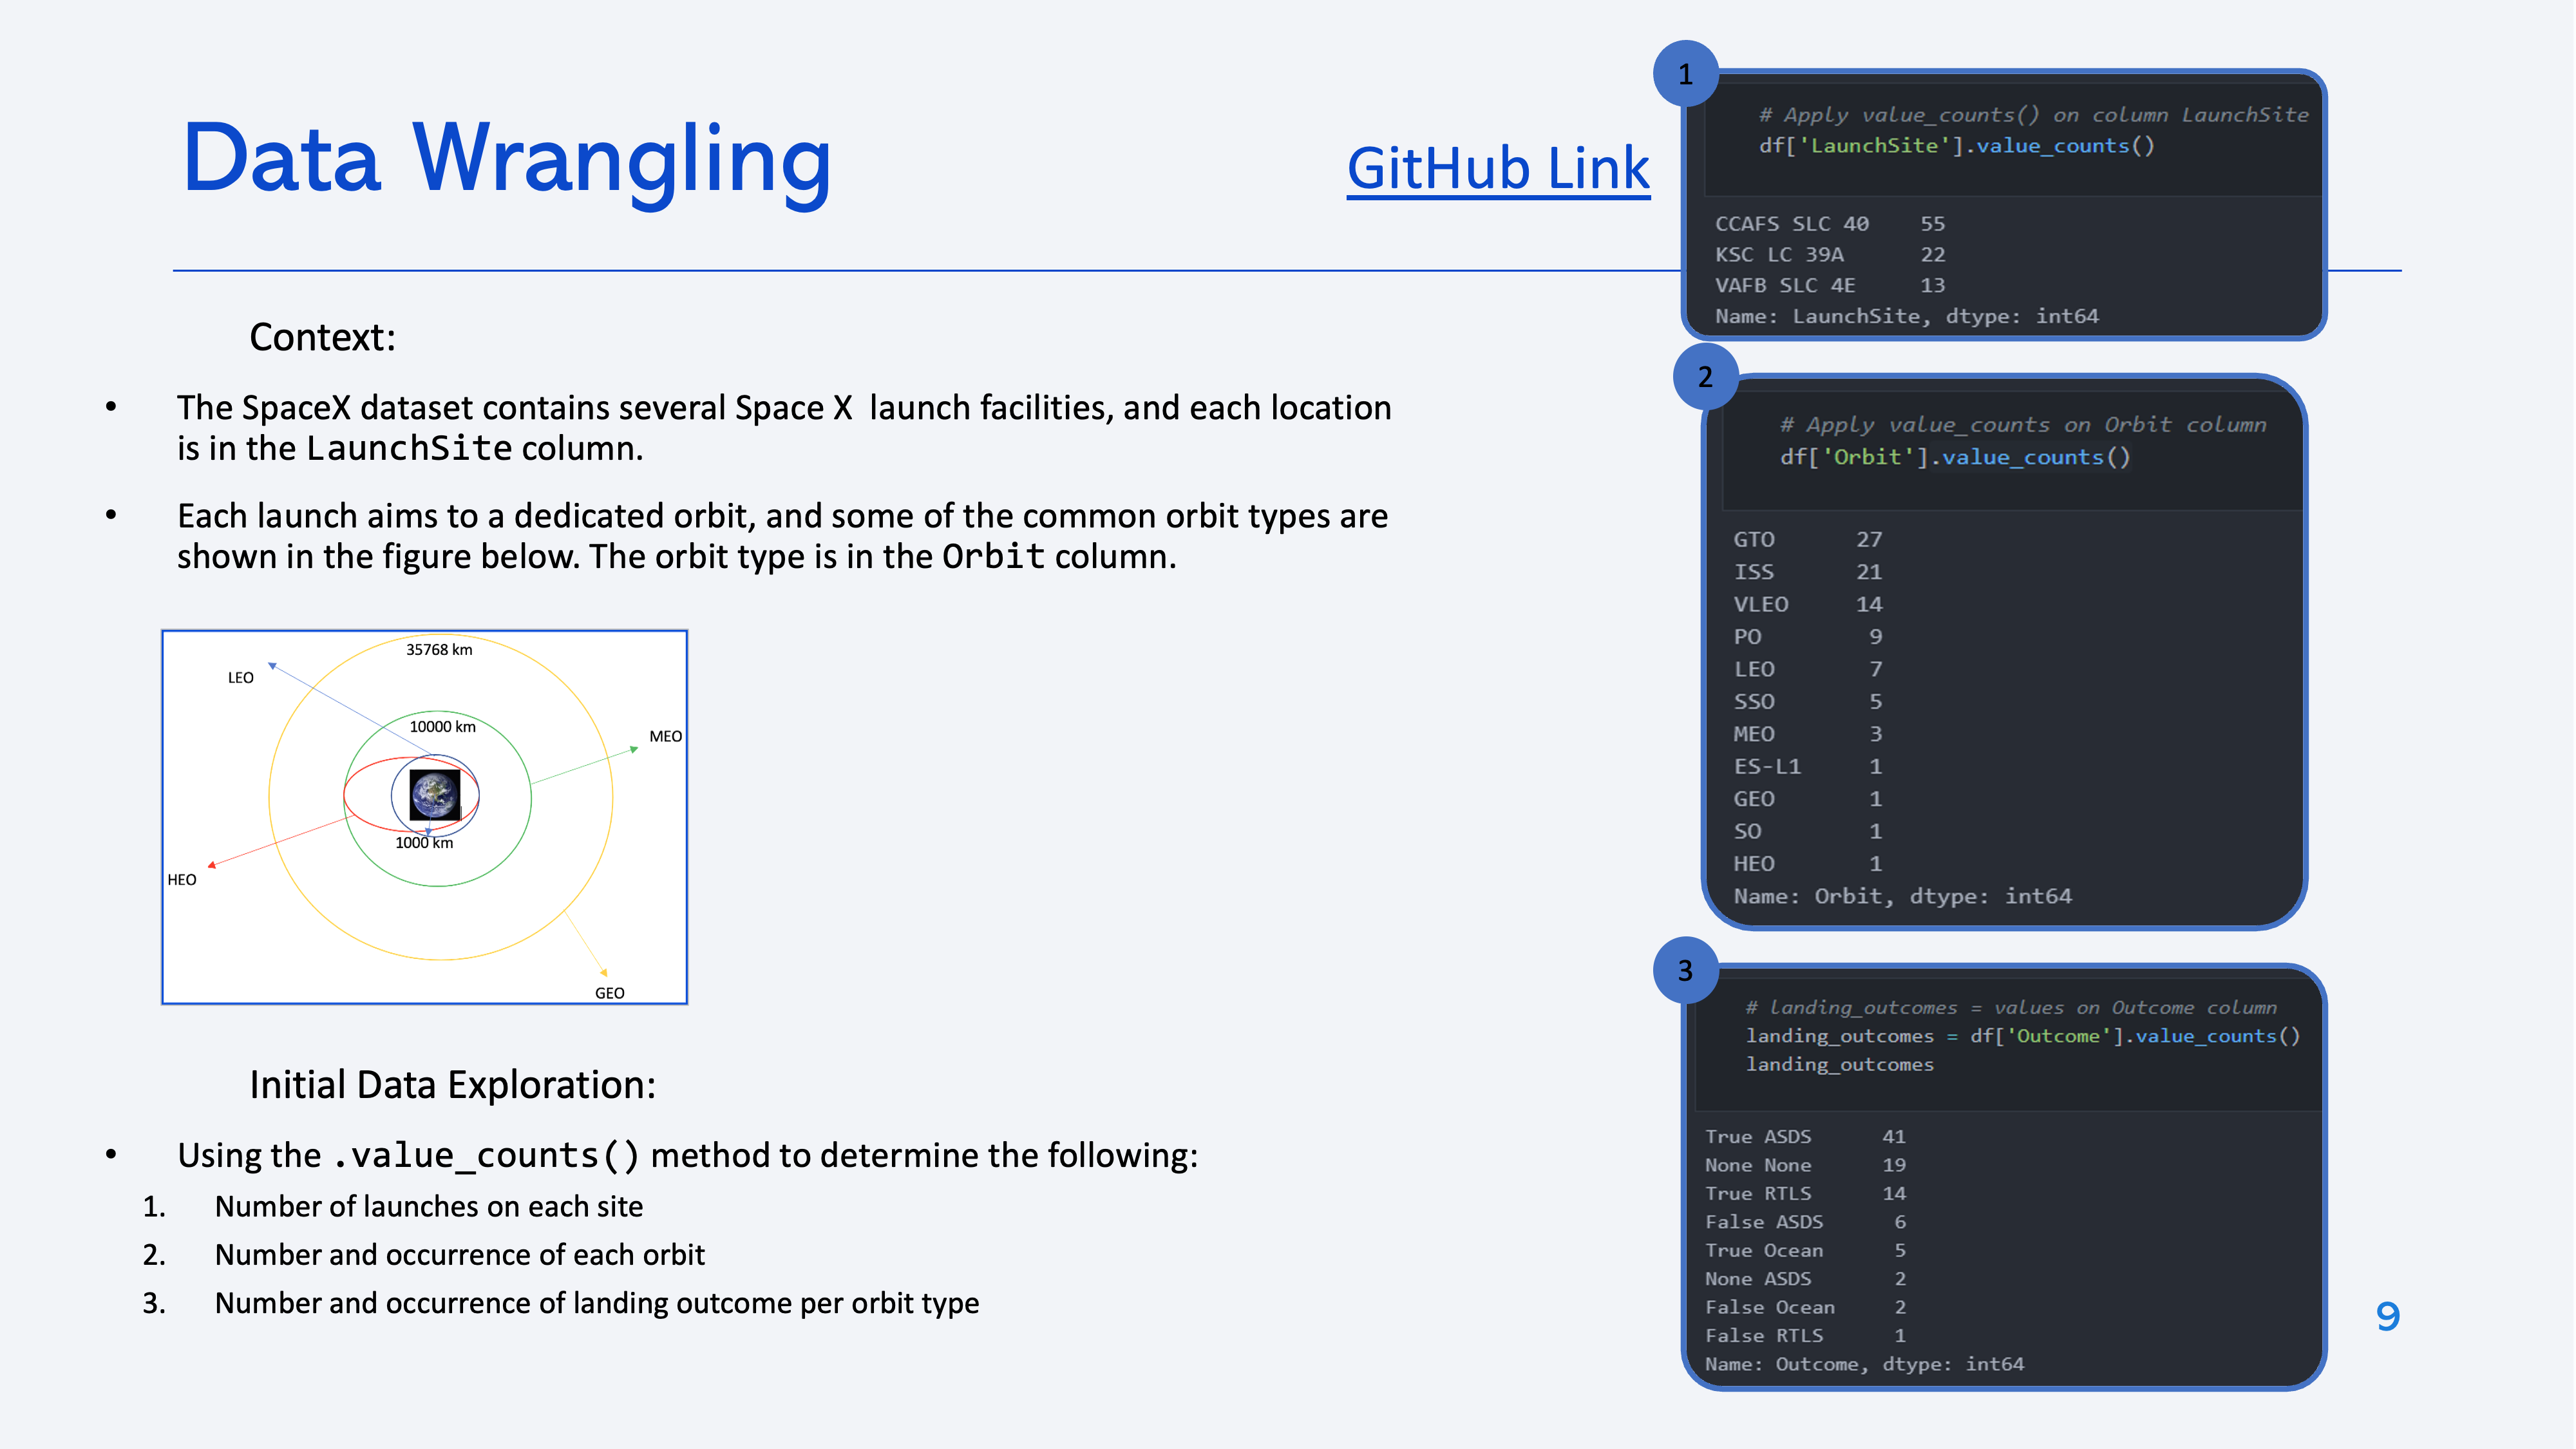 Data Wrangling
GitHub Link
Context:
• The SpaceX dataset contains several Space X  launch facilities, and each location
is in the LaunchSite column.
• Each launch aims to a dedicated orbit, and some of the common orbit types are
shown in the figure below. The orbit type is in the Orbit column.
35768 km
LEO
10000 km
MEO
1000 km
HEO
GEO
Initial Data Exploration:
• Using the .value_counts() method to determine the following:
1. Number of launches on each site
2. Number and occurrence of each orbit
3. Number and occurrence of landing outcome per orbit type
1
# Apply value_counts() on column LaunchSite
df['LaunchSite'].value_counts()
CCAFS SLC 40    55
KSC LC 39A      22
VAFB SLC 4E     13
Name: LaunchSite, dtype: int64
2
# Apply value_counts on Orbit column
df['Orbit'].value_counts()
GTO      27
ISS      21
VLEO     14
PO        9
LEO       7
SSO       5
MEO       3
ES-L1     1
GEO       1
SO        1
HEO       1
Name: Orbit, dtype: int64
3
# landing_outcomes = values on Outcome column
landing_outcomes = df['Outcome'].value_counts()
landing_outcomes
True ASDS      41
None None      19
True RTLS      14
False ASDS      6
True Ocean      5
None ASDS       2
False Ocean     2
False RTLS      1
Name: Outcome, dtype: int64
9